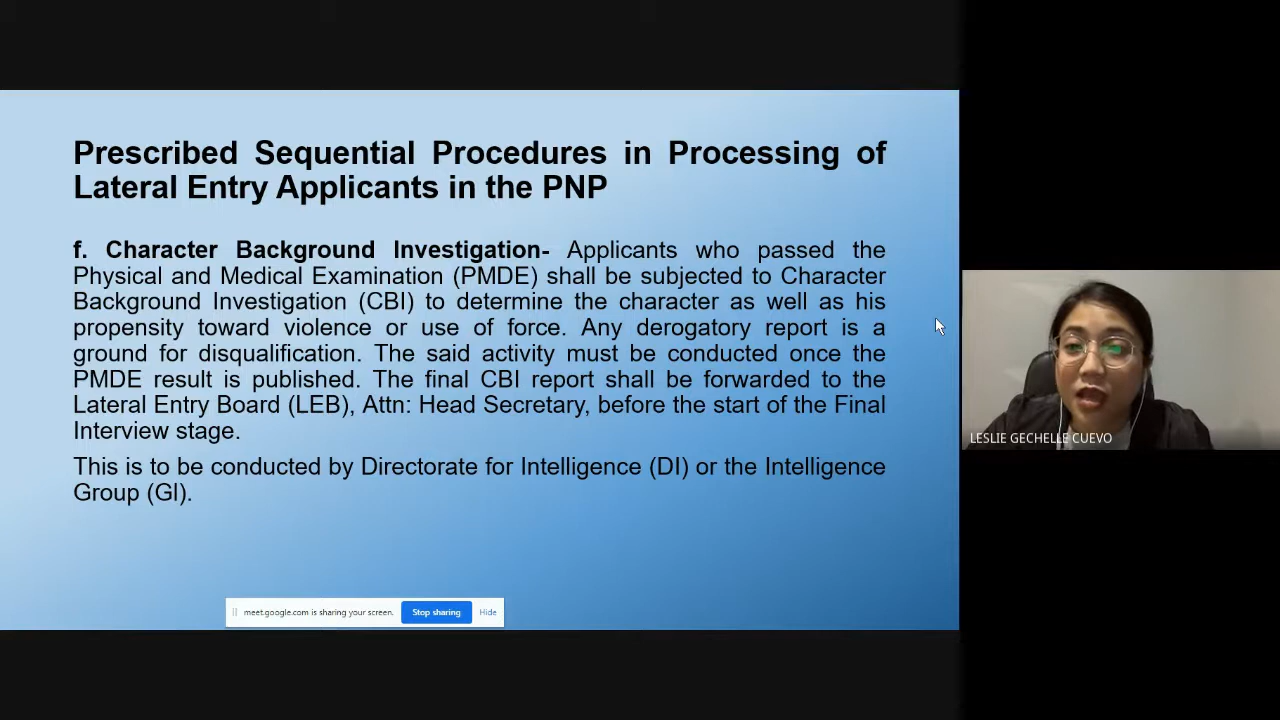 Prescribed Sequential Procedures in Processing of
Lateral Entry Applicants in the PNP
f. Character Background Investigation- Applicants who passed the
Physical and Medical Examination (PMDE) shall be subjected to Character
Background Investigation (CBI) to determine the character as well as his
propensity toward violence or use of force. Any derogatory report is a
ground for disqualification. The said activity must be conducted once the
PMDE result is published. The final CBI report shall be forwarded to the
Lateral Entry Board (LEB), Attn: Head Secretary, before the start of the Final
Interview stage.
This is to be conducted by Directorate for Intelligence (DI) or the Intelligence
Group (GI).
meet.google.com is sharing your screen. Stop sharing Hide
LESLIE GECHELLE CUEVO